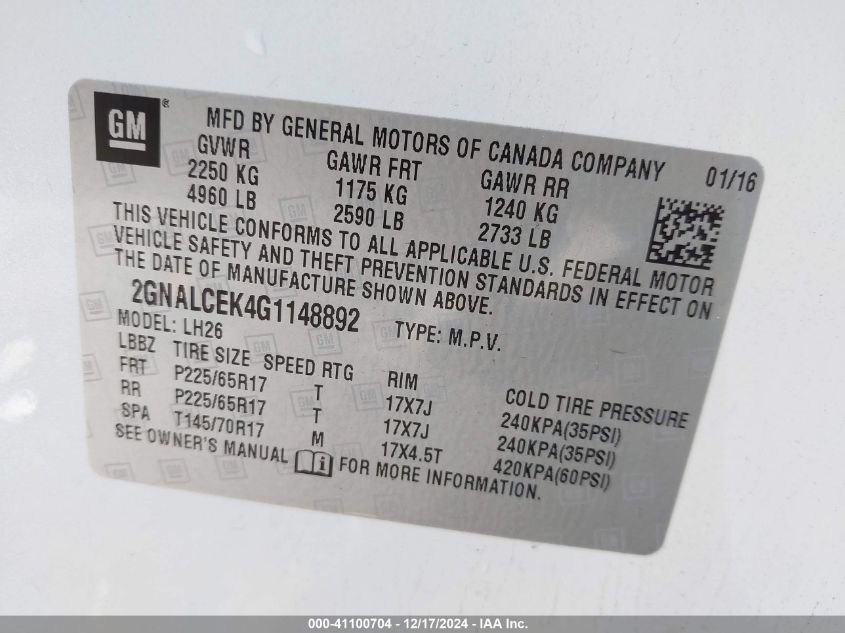 GM ® MFD BY GENERAL MOTORS OF CANADA COMPANY 01/16
GVWR GAWR FRT GAWR RR
2250 KG 1175 KG 1240 KG
4960 LB 2590 LB 2733 LB
THIS VEHICLE CONFORMS TO ALL APPLICABLE U.S. FEDERAL MOTOR
VEHICLE SAFETY AND THEFT PREVENTION STANDARDS IN EFFECT ON
THE DATE OF MANUFACTURE SHOWN ABOVE.
2GNALCEK4G1148892 TYPE: M.P.V.
MODEL: LH26
LBBZ TIRE SIZE SPEED RTG RIM COLD TIRE PRESSURE
FRT P225/65R17 T 17X7J 240KPA(35PSI)
RR P225/65R17 T 17X7J 240KPA(35PSI)
SPA T145/70R17 M 17X4.5T 420KPA(60PSI)
SEE OWNER'S MANUAL FOR MORE INFORMATION.
000-41100704 - 12/17/2024 - IAA Inc.